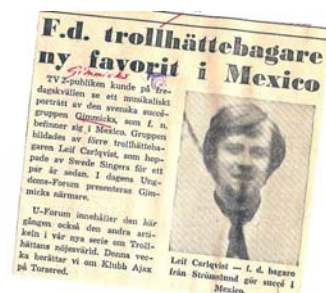 F.d. trollhättebagare
ny favorit i Mexico
Gimmicks
TV 2-publiken kunde på fre-
dagskvällen se ett musikaliskt
porträtt av den svenska succé-
gruppen Gimmicks, som f. n.
befinner sig i Mexico. Gruppen
bildades av förre trollhätteba-
garen Leif Carlqvist, som hop-
pade av Swede Singers för ett
par år sedan. I dagens Ung-
doms-Forum presenteras Gim-
micks närmare.
U-Forum innehåller den här
gången också den andra arti-
keln i vår nya serie om Troll-
hättans nöjesvärld. Denna vec-
ka berättar vi om Klubb Ajax
på Torsered.
Leif Carlqvist — f. d. bagare
från Strömslund gör succé i
Mexico.